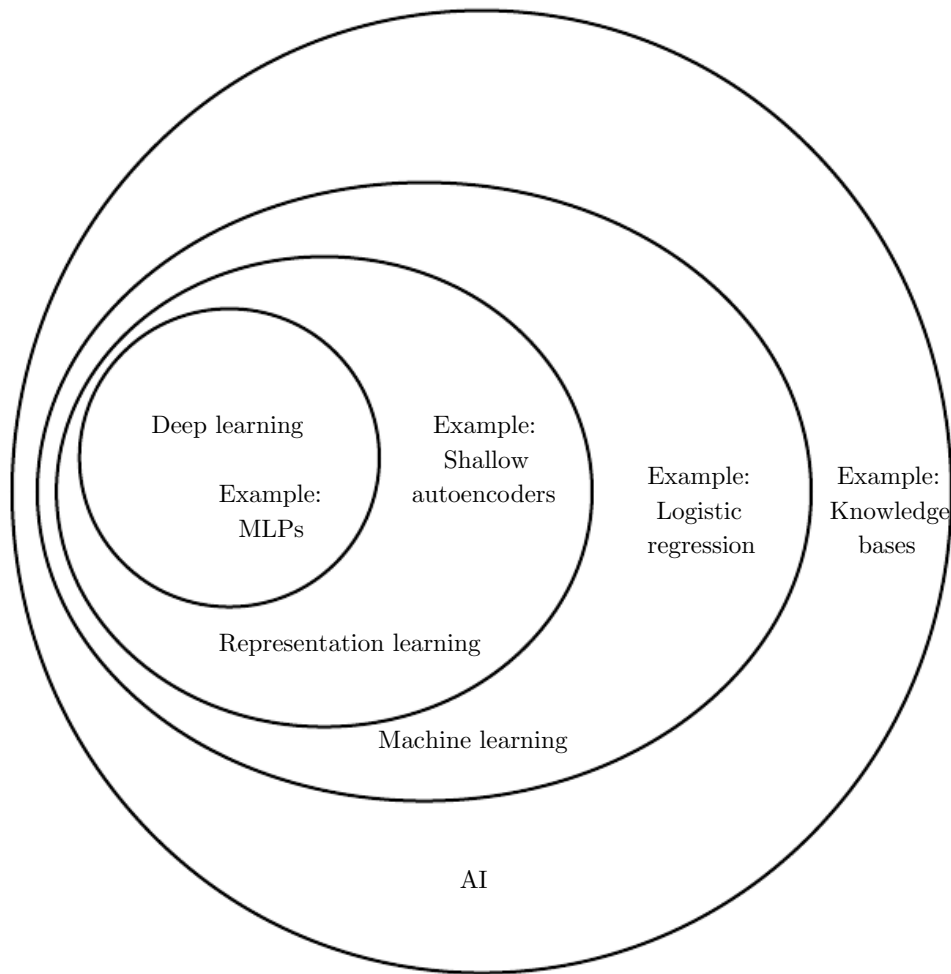 Deep learning
Example:
MLPs
Example:
Shallow
autoencoders
Example:
Logistic
regression
Example:
Knowledge
bases
Representation learning
Machine learning
AI